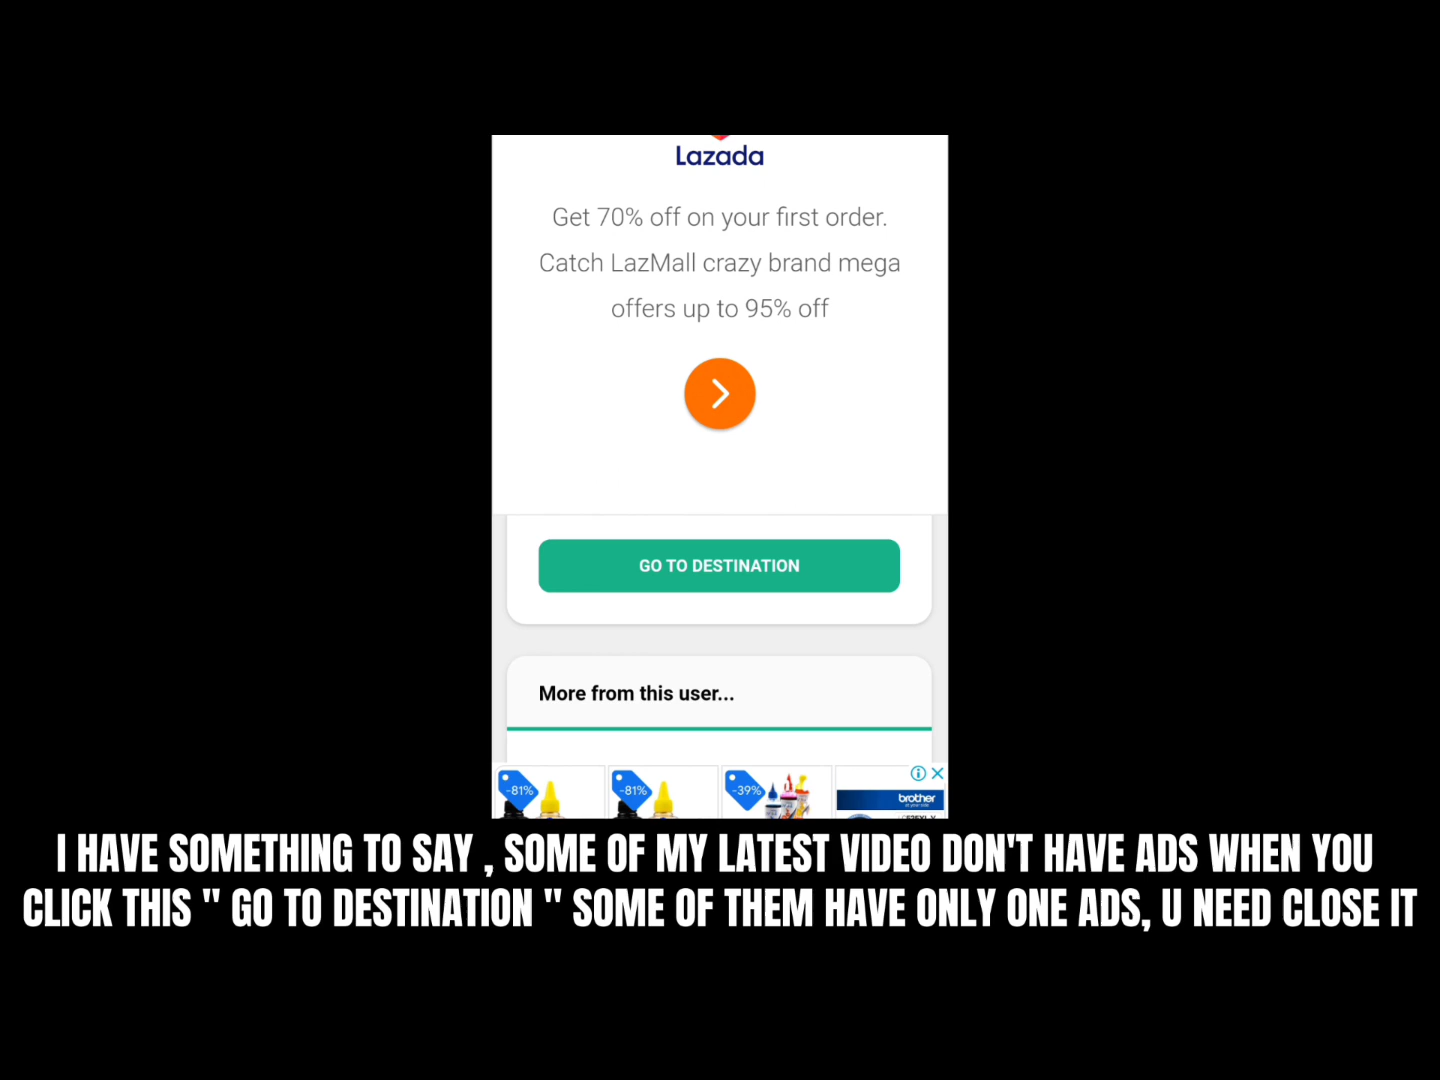 Lazada
Get 70% off on your first order.
Catch LazMall crazy brand mega
offers up to 95% off
GO TO DESTINATION
More from this user...
-81%
-81%
-39%
brother
I HAVE SOMETHING TO SAY , SOME OF MY LATEST VIDEO DON'T HAVE ADS WHEN YOU
CLICK THIS " GO TO DESTINATION " SOME OF THEM HAVE ONLY ONE ADS, U NEED CLOSE IT